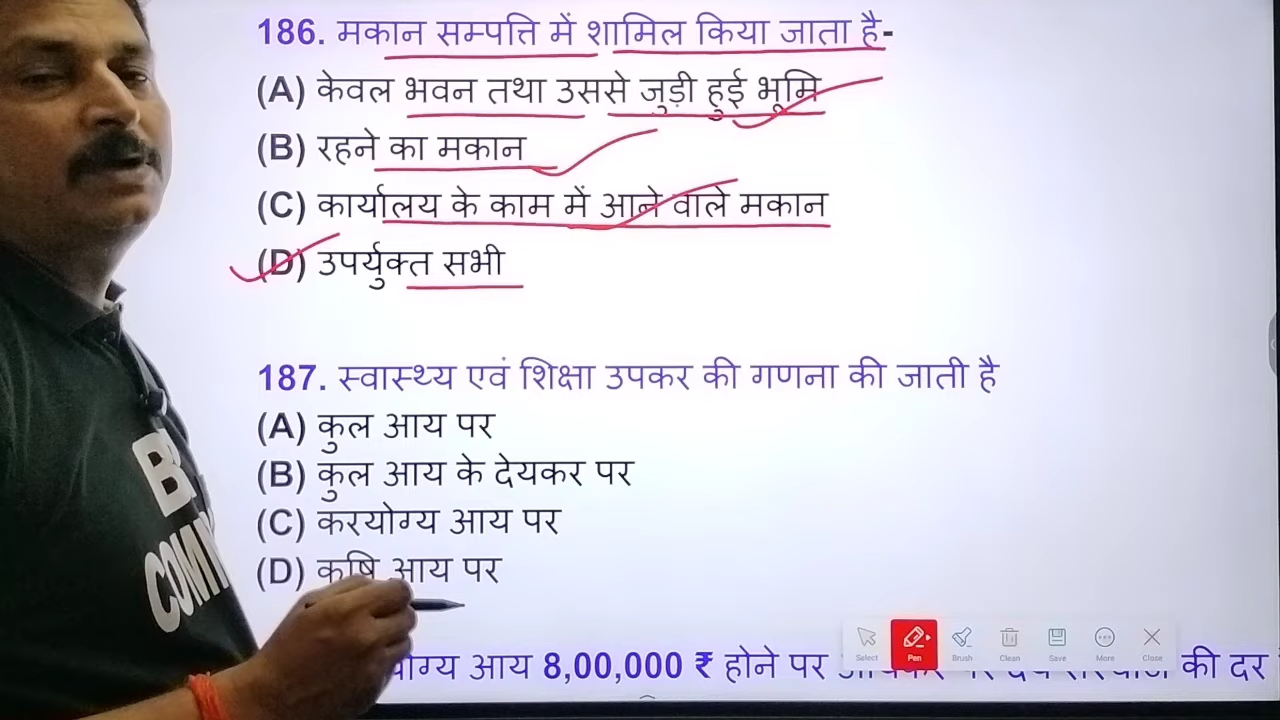 186. मकान सम्पत्ति में शामिल किया जाता है-
(A) केवल भवन तथा उससे जुड़ी हुई भूमि
(B) रहने का मकान
(C) कार्यालय के काम में आने वाले मकान
(D) उपर्युक्त सभी
187. स्वास्थ्य एवं शिक्षा उपकर की गणना की जाती है
(A) कुल आय पर
(B) कुल आय के देयकर पर
(C) करयोग्य आय पर
(D) कृषि आय पर
आय 8,00,000 ₹ होने पर की दर
Select Pen Brush Clean Save More Close